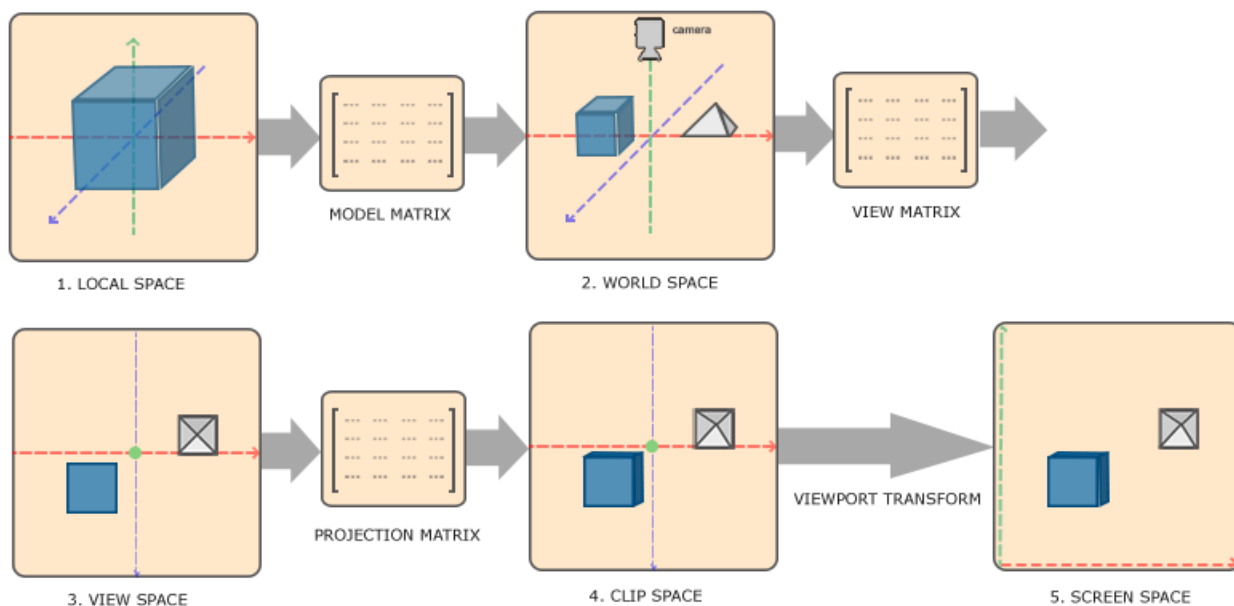 camera
MODEL MATRIX
VIEW MATRIX
1. LOCAL SPACE
2. WORLD SPACE
PROJECTION MATRIX
VIEWPORT TRANSFORM
3. VIEW SPACE
4. CLIP SPACE
5. SCREEN SPACE